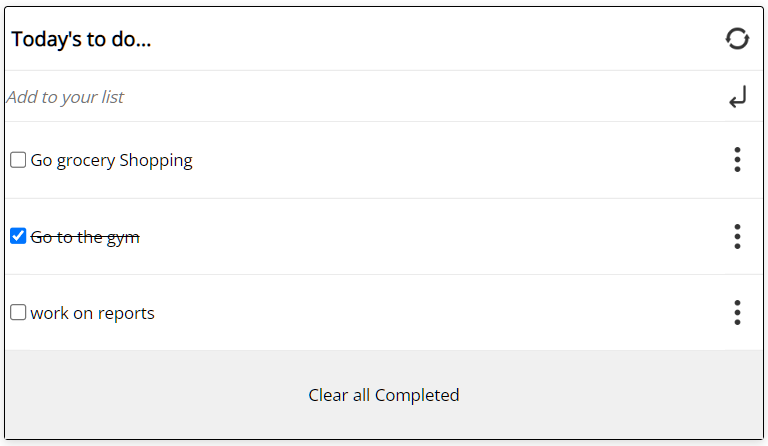 Today's to do...
Add to your list
Go grocery Shopping
Go to the gym
work on reports
Clear all Completed